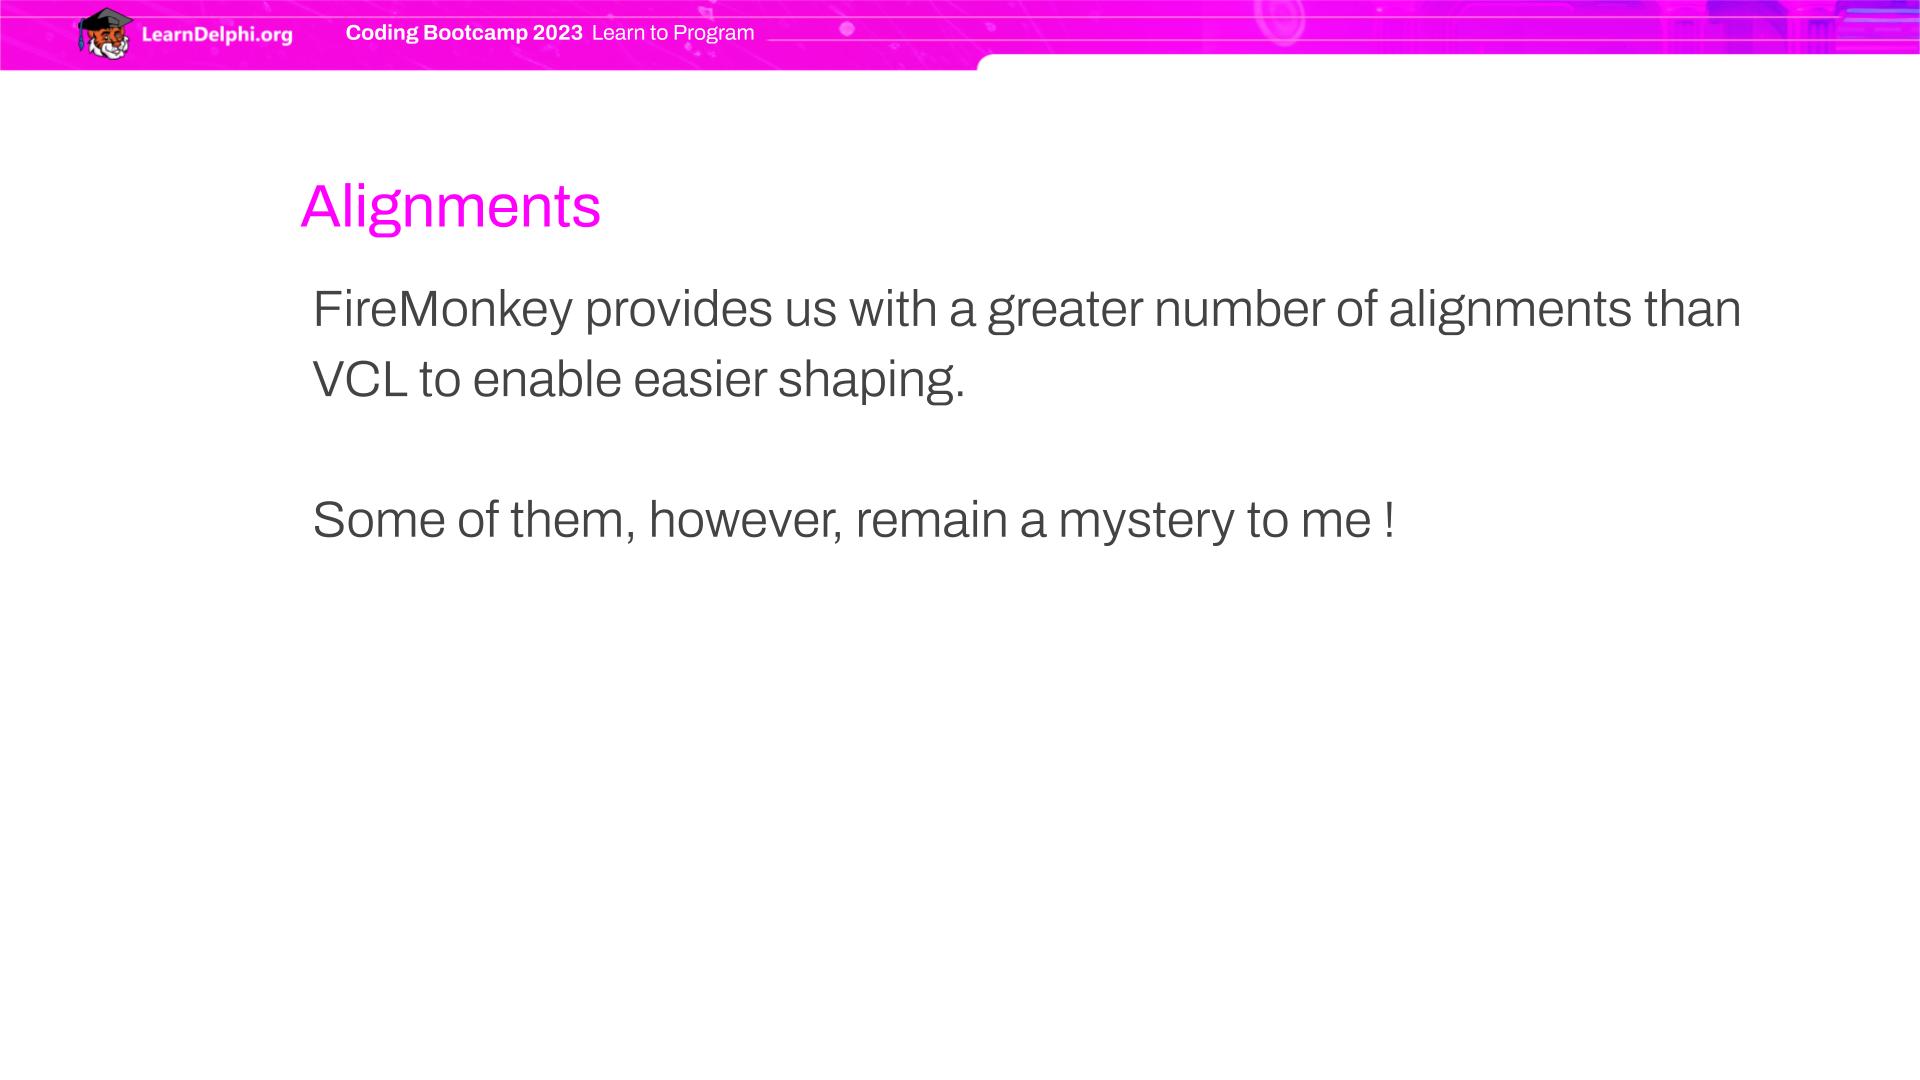 LearnDelphi.org
Coding Bootcamp 2023 Learn to Program
Alignments
FireMonkey provides us with a greater number of alignments than
VCL to enable easier shaping.
Some of them, however, remain a mystery to me !